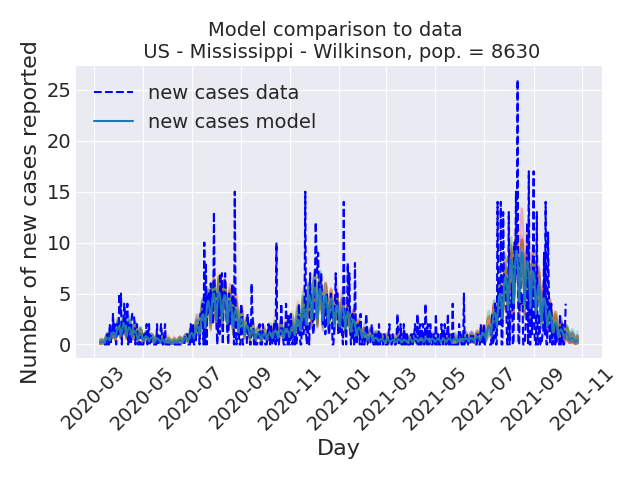 Model comparison to data
US - Mississippi - Wilkinson, pop. = 8630
Number of new cases reported
25
20
15
10
5
0
new cases data
new cases model
2020-03
2020-05
2020-07
2020-09
2020-11
2021-01
2021-03
2021-05
2021-07
2021-09
2021-11
Day